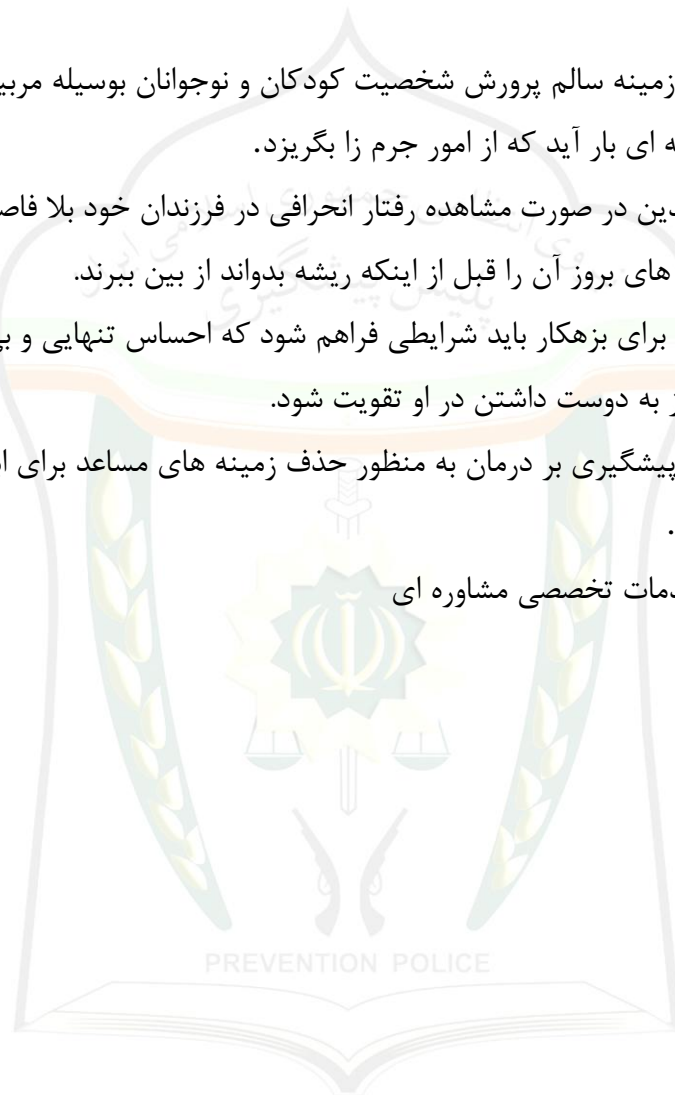 زمینه سالم پرورش شخصیت کودکان و نوجوانان بوسیله
ه ای بار آید که از امور جرم زا بگریزد.
دین در صورت مشاهده رفتار انحرافی در فرزندان خود بلا
های بروز آن را قبل از اینکه ریشه بدواند از بین ببرند.
برای بزهکار باید شرایطی فراهم شود که احساس تنهایی و
ز به دوست داشتن در او تقویت شود.
پیشگیری بر درمان به منظور حذف زمینه های مساعد برای
.
دمات تخصصی مشاوره ای
پلیس پیشگیری
PREVENTION POLICE